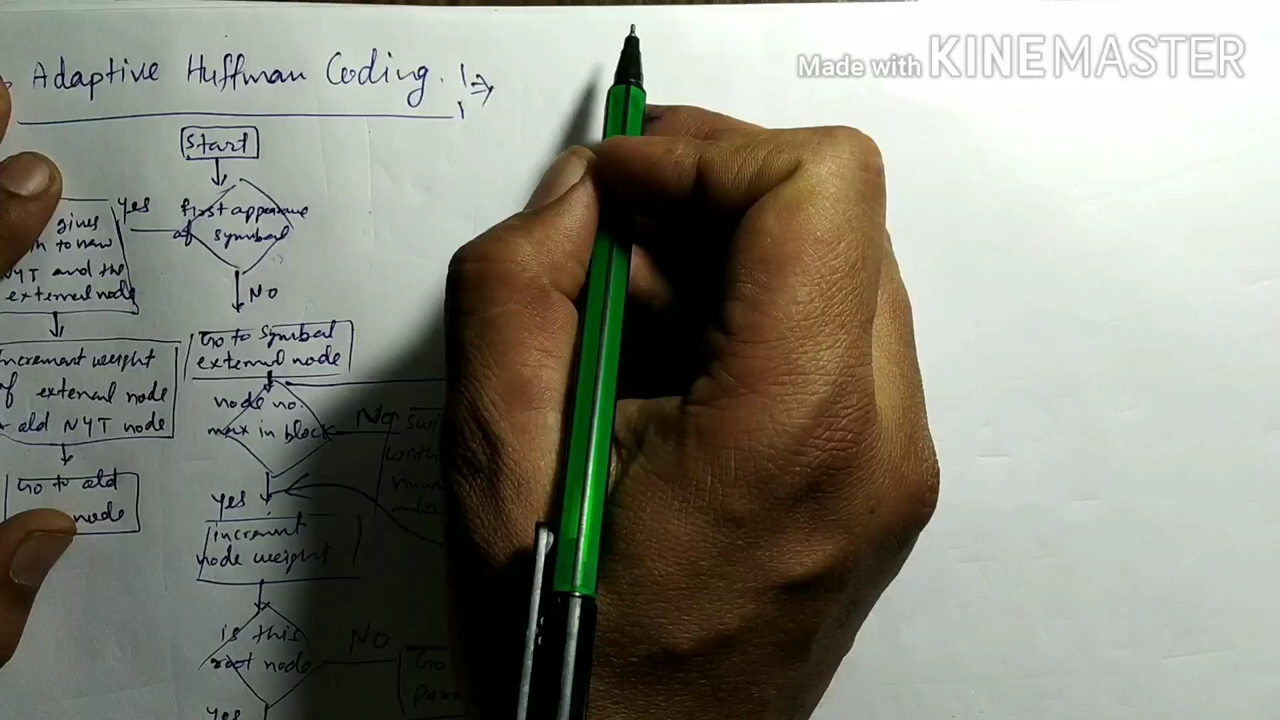 Adaptive Huffman Coding. !⇒
Made with KINEMASTER
Start
first appearance
of symbol
yes
gives
to new
NYT and the
external node
NO
Increment weight
of external node
old NYT node
Go to old
node
Go to symbol
external node
node no.
max in block
No
yes
increment
node weight
is this
root node
NO
Go
yes